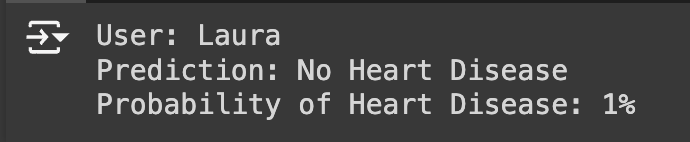 User: Laura
Prediction: No Heart Disease
Probability of Heart Disease: 1%